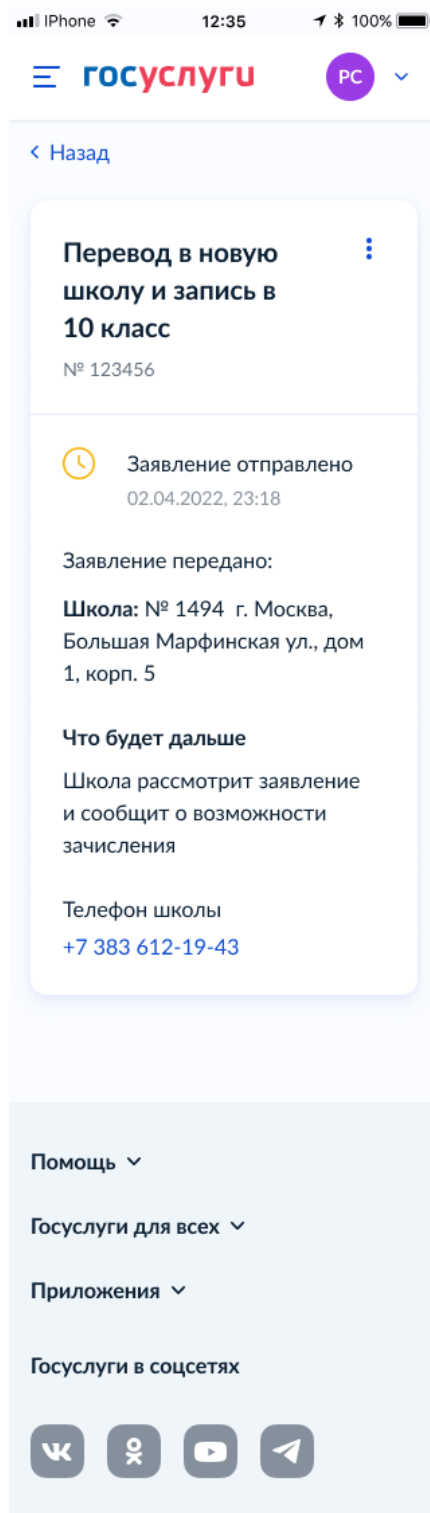 IPhone 12:35 100%
госуслуги РС
Назад
Перевод в новую
школу и запись в
10 класс
№ 123456
Заявление отправлено
02.04.2022, 23:18
Заявление передано:
Школа: № 1494 г. Москва,
Большая Марфинская ул., дом
1, корп. 5
Что будет дальше
Школа рассмотрит заявление
и сообщит о возможности
зачисления
Телефон школы
+7 383 612-19-43
Помощь
Госуслуги для всех
Приложения
Госуслуги в соцсетях